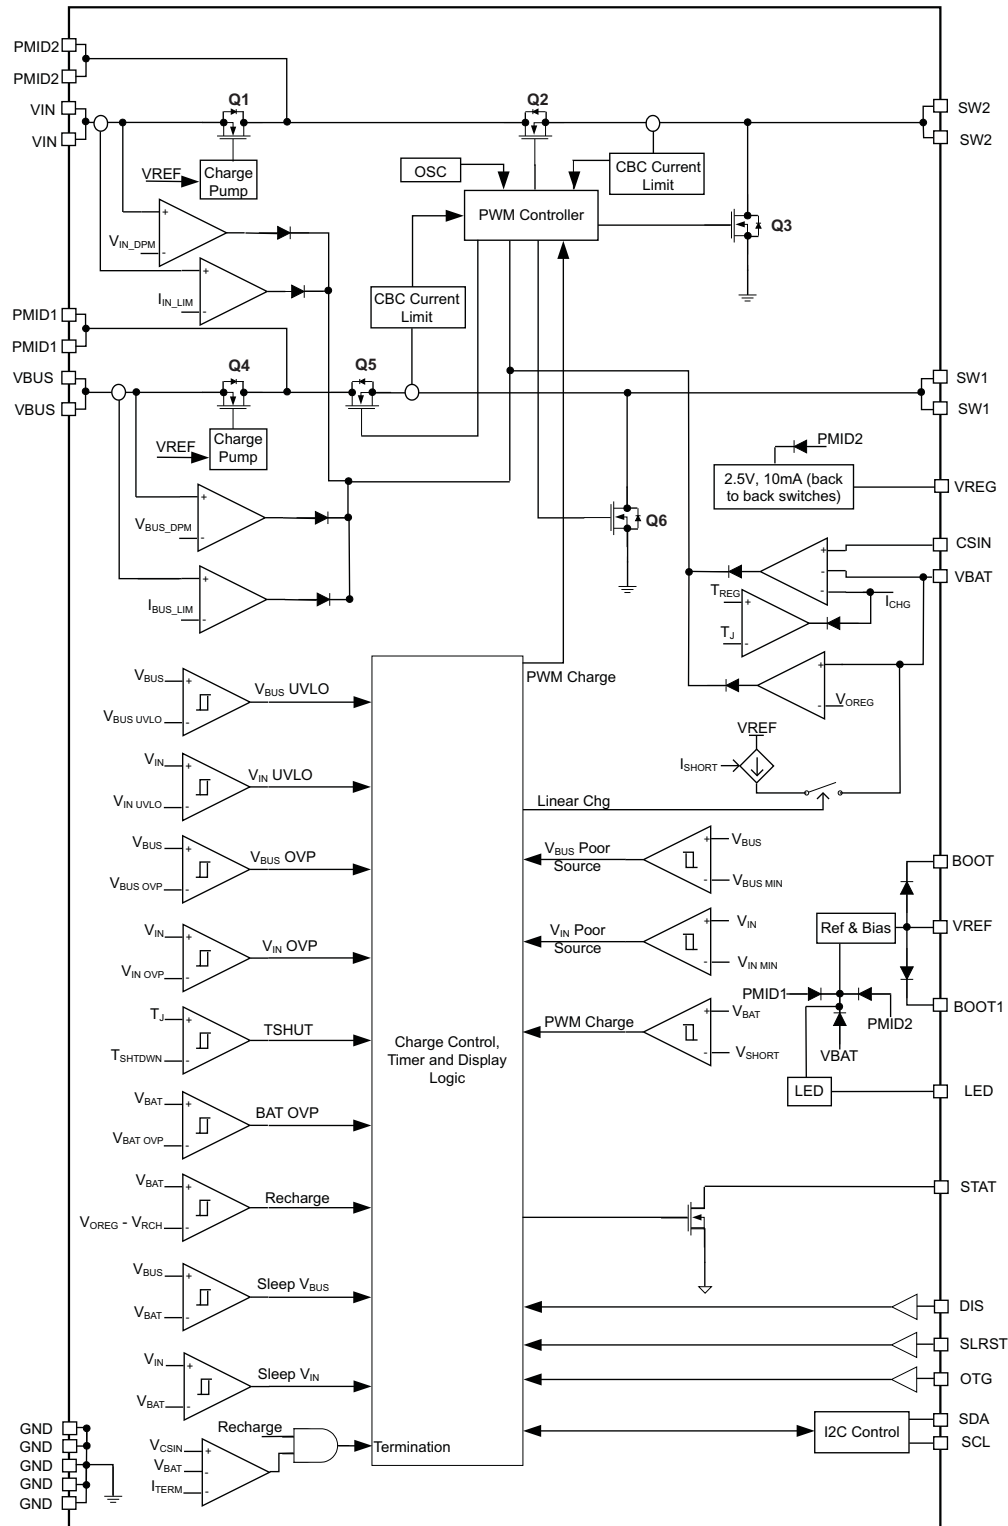 PMID2
PMID2
VIN
VIN
Q1
Q2
SW2
SW2
VREF
Charge
Pump
OSC
CBC Current
Limit
PWM Controller
Q3
+
VIN_DPM
-
+
IIN_LIM
-
CBC Current
Limit
PMID1
PMID1
VBUS
VBUS
Q4
Q5
SW1
SW1
VREF
Charge
Pump
PMID2
2.5V, 10mA (back
to back switches)
VREG
+
VBUS_DPM
-
Q6
CSIN
VBAT
+
-
-
ICHG
+
IBUS_LIM
-
TREG
+
TJ
-
PWM Charge
+
-
VOREG
VREF
ISHORT
Linear Chg
VBUS
+
VBUS UVLO
-
VBUS UVLO
VIN
+
VIN UVLO
-
VIN UVLO
VBUS
+
VBUS OVP
-
VBUS OVP
VIN
+
VIN OVP
-
VIN OVP
TJ
+
TSHTDWN
-
TSHUT
VBAT
+
VBAT OVP
-
BAT OVP
VBAT
+
VOREG - VRCH
-
Recharge
VBUS
+
VBAT
-
Sleep VBUS
VIN
+
VBAT
-
Sleep VIN
Recharge
VCSIN
+
VBAT
-
ITERM
-
Termination
Charge Control,
Timer and Display
Logic
VBUS Poor
Source
+
VBUS
-
VBUS MIN
VIN Poor
Source
+
VIN
-
VIN MIN
PWM Charge
+
VBAT
-
VSHORT
BOOT
Ref & Bias
VREF
PMID1
PMID2
VBAT
BOOT1
LED
LED
STAT
DIS
SLRST
OTG
I2C Control
SDA
SCL
GND
GND
GND
GND
GND